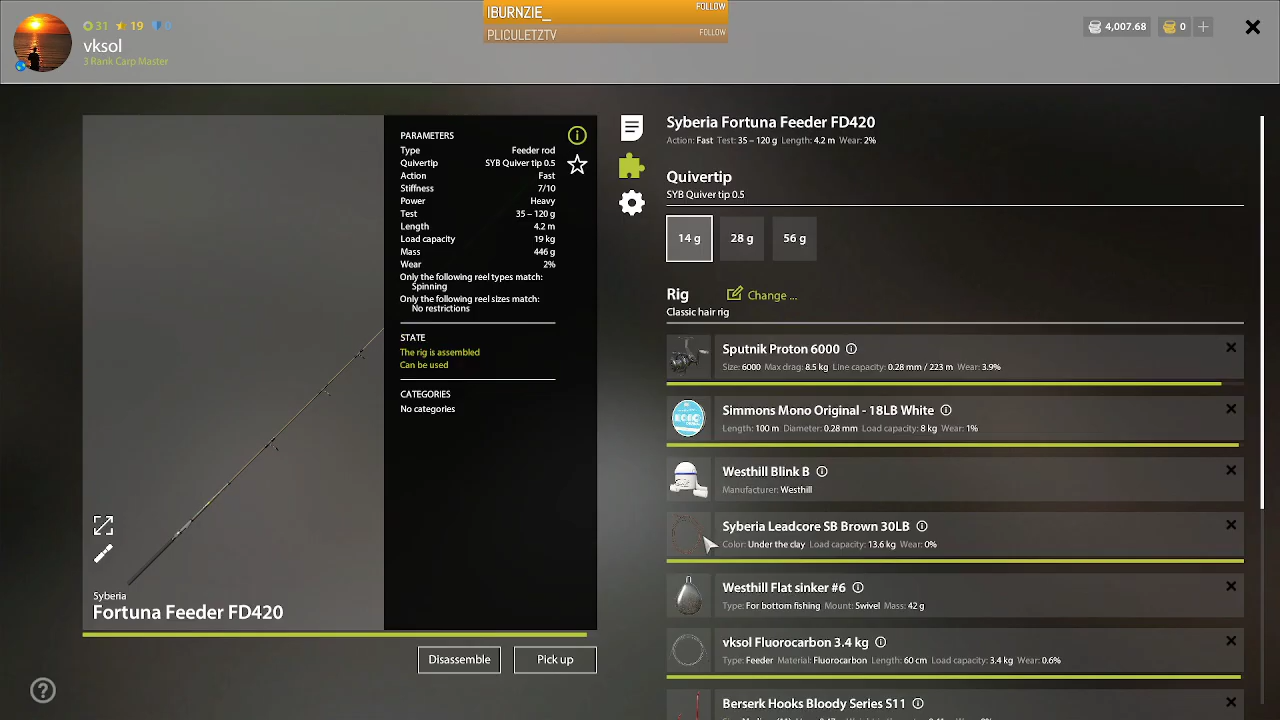 IBURNZIE_ FOLLOW
PLICULETZTV FOLLOW
31 19 0
vksol
3 Rank Carp Master
4,007.68 0 +
PARAMETERS
Type Feeder rod
Quivertip SYB Quiver tip 0.5
Action Fast
Stiffness 7/10
Power Heavy
Test 35 – 120 g
Length 4.2 m
Load capacity 19 kg
Mass 446 g
Wear 2%
Only the following reel types match:
Spinning
Only the following reel sizes match:
No restrictions
STATE
The rig is assembled
Can be used
CATEGORIES
No categories
Syberia
Fortuna Feeder FD420
Disassemble Pick up
Syberia Fortuna Feeder FD420
Action: Fast Test: 35 – 120 g Length: 4.2 m Wear: 2%
Quivertip
SYB Quiver tip 0.5
14 g 28 g 56 g
Rig Change ...
Classic hair rig
Sputnik Proton 6000
Size: 6000 Max drag: 8.5 kg Line capacity: 0.28 mm / 223 m Wear: 3.9%
Simmons Mono Original - 18LB White
Length: 100 m Diameter: 0.28 mm Load capacity: 8 kg Wear: 1%
Westhill Blink B
Manufacturer: Westhill
Syberia Leadcore SB Brown 30LB
Color: Under the clay Load capacity: 13.6 kg Wear: 0%
Westhill Flat sinker #6
Type: For bottom fishing Mount: Swivel Mass: 42 g
vksol Fluorocarbon 3.4 kg
Type: Feeder Material: Fluorocarbon Length: 60 cm Load capacity: 3.4 kg Wear: 0.6%
Berserk Hooks Bloody Series S11